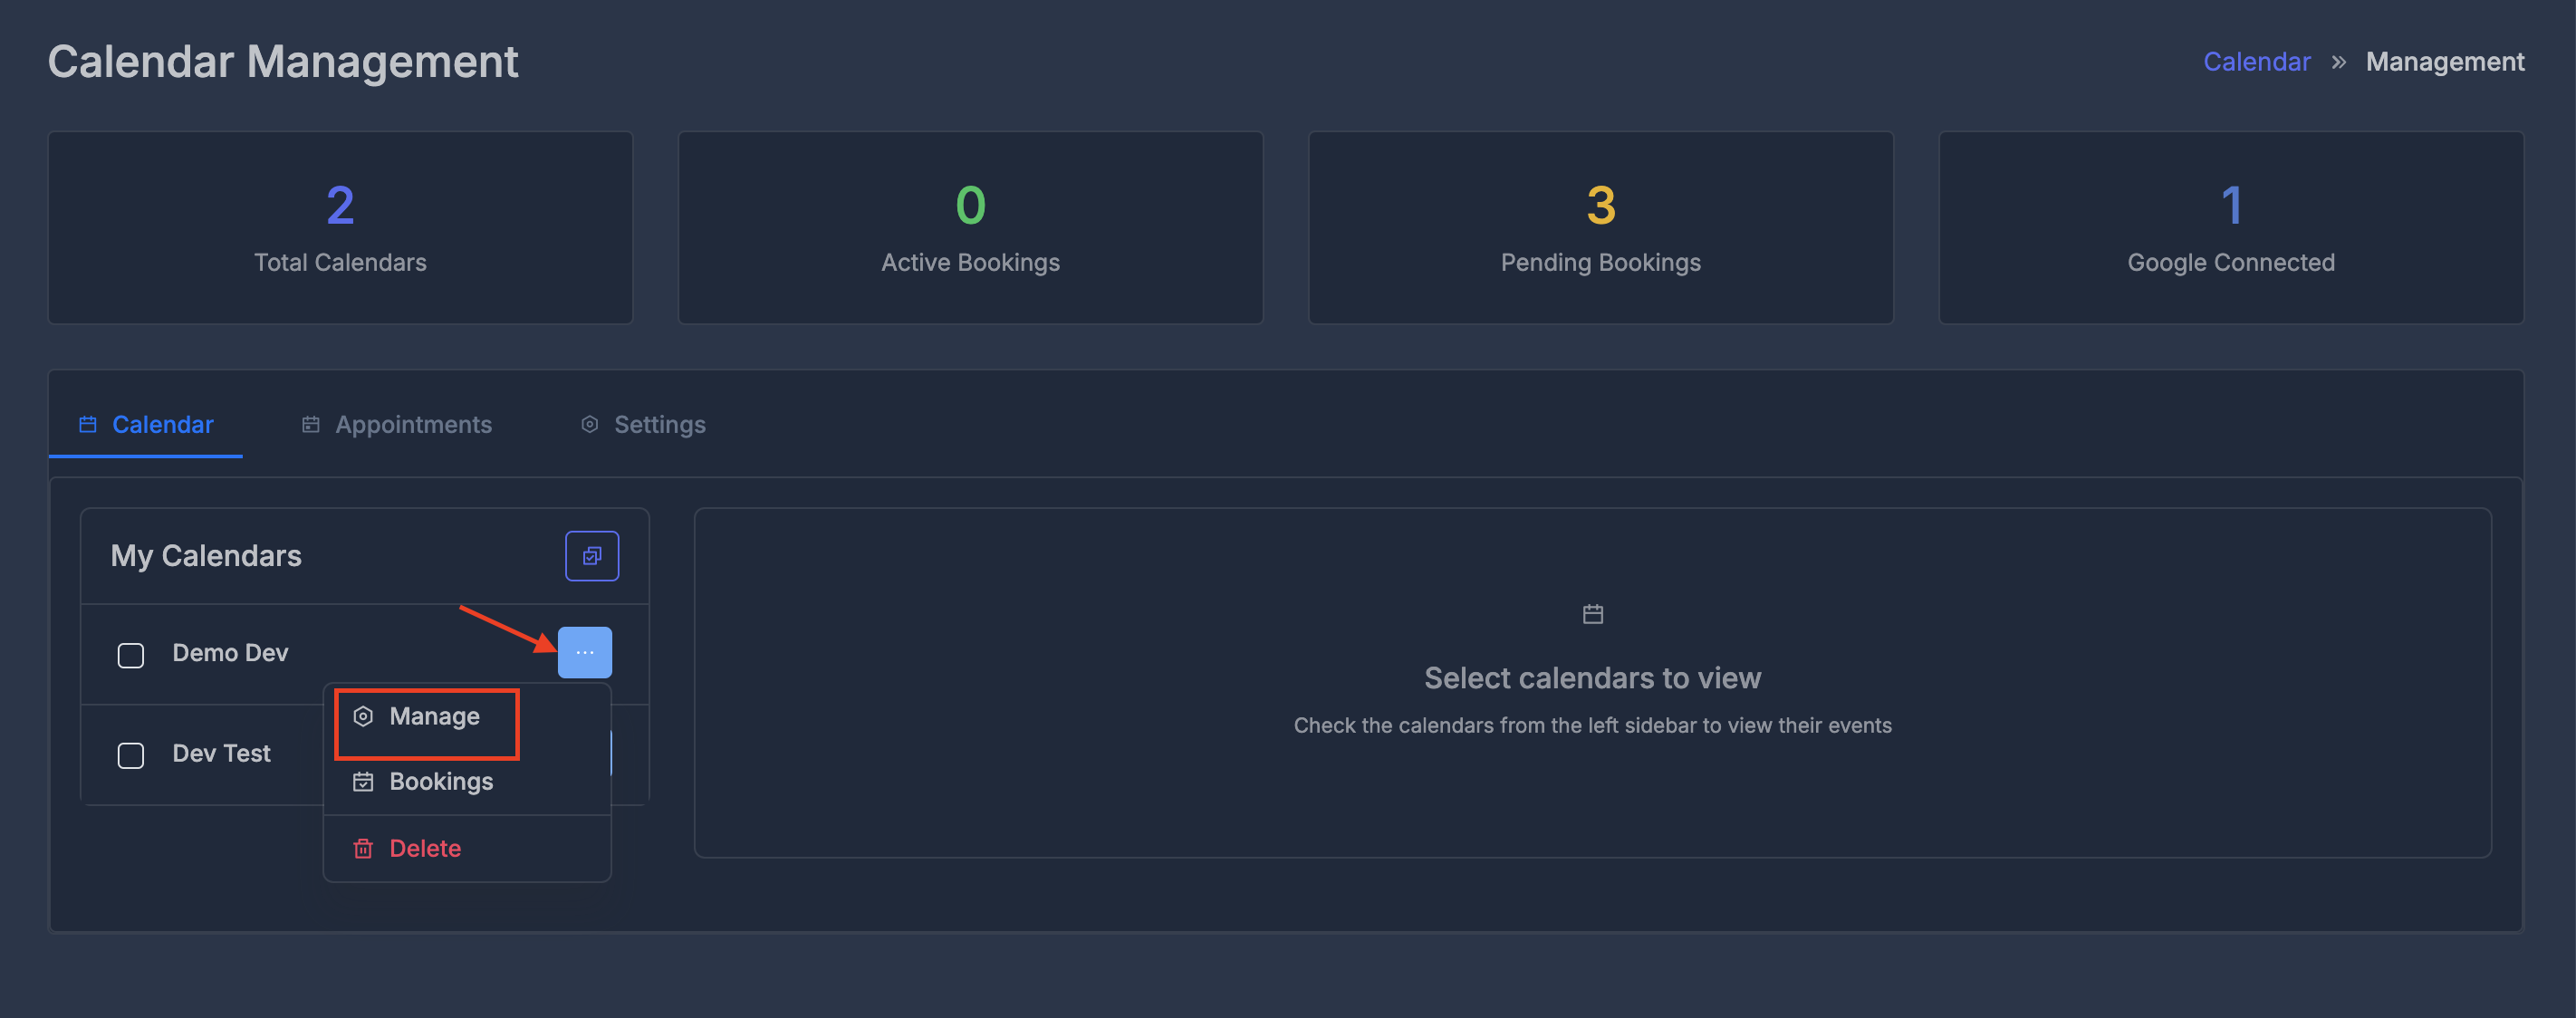 Calendar Management
Calendar » Management
2
Total Calendars
0
Active Bookings
3
Pending Bookings
1
Google Connected
Calendar
Appointments
Settings
My Calendars
Demo Dev
...
Manage
Dev Test
Bookings
Delete
Select calendars to view
Check the calendars from the left sidebar to view their events